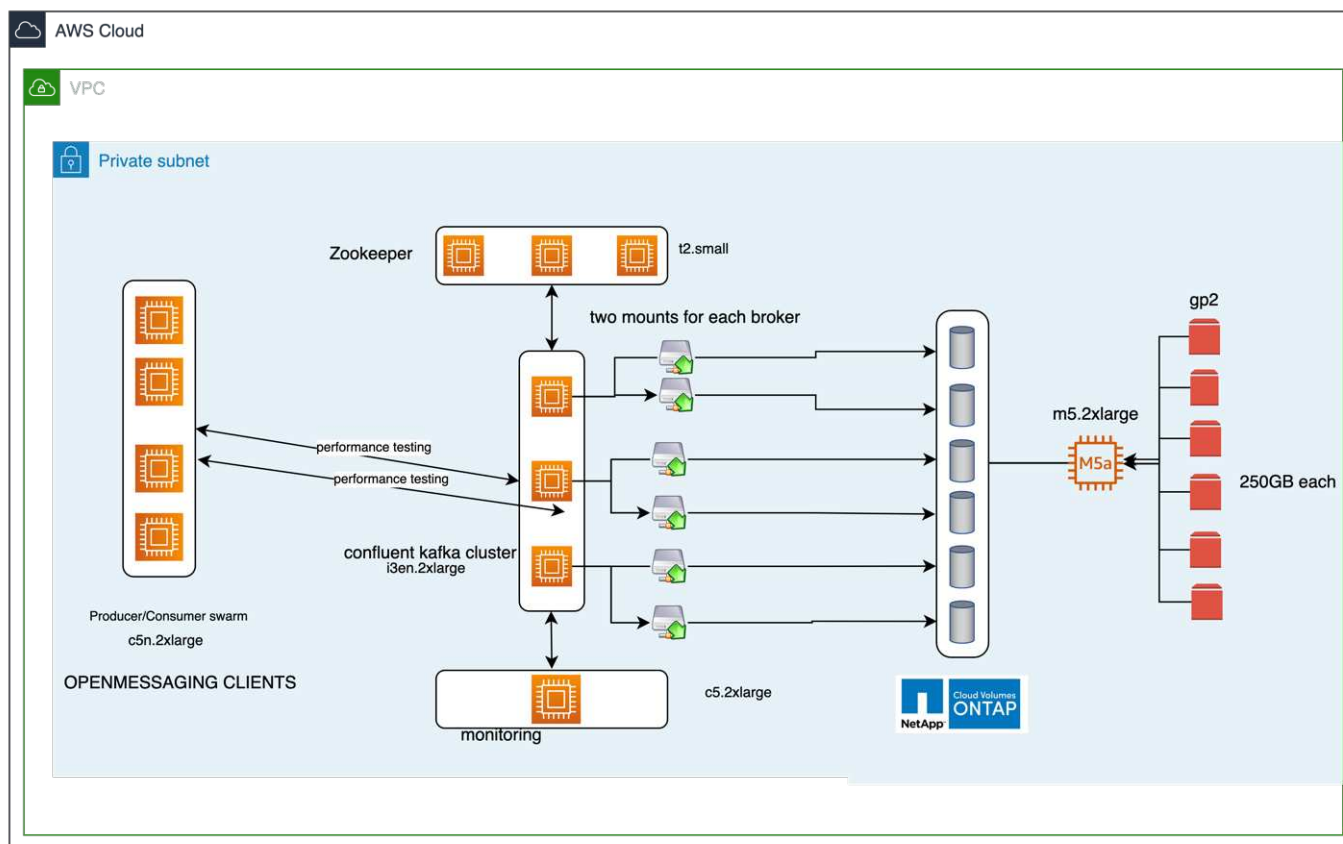 AWS Cloud
VPC
Private subnet
Zookeeper
t2.small
two mounts for each broker
gp2
m5.2xlarge
M5a
250GB each
performance testing
performance testing
confluent kafka cluster
i3en.2xlarge
Producer/Consumer swarm
c5n.2xlarge
OPENMESSAGING CLIENTS
c5.2xlarge
monitoring
NetApp
Cloud Volumes
ONTAP